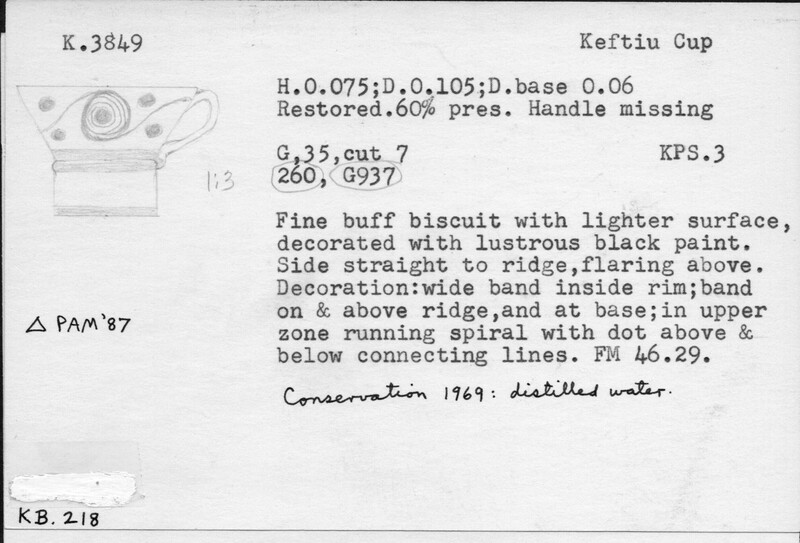 K.3849
Keftiu Cup
H.0.075;D.0.105;D.base 0.06
Restored.60% pres. Handle missing
G,35,cut 7
KPS.3
260, G937
1:3
Fine buff biscuit with lighter surface,
decorated with lustrous black paint.
Side straight to ridge,flaring above.
Decoration:wide band inside rim;band
on & above ridge,and at base;in upper
zone running spiral with dot above &
below connecting lines. FM 46.29.
△ PAM'87
Conservation 1969: distilled water.
KB. 218